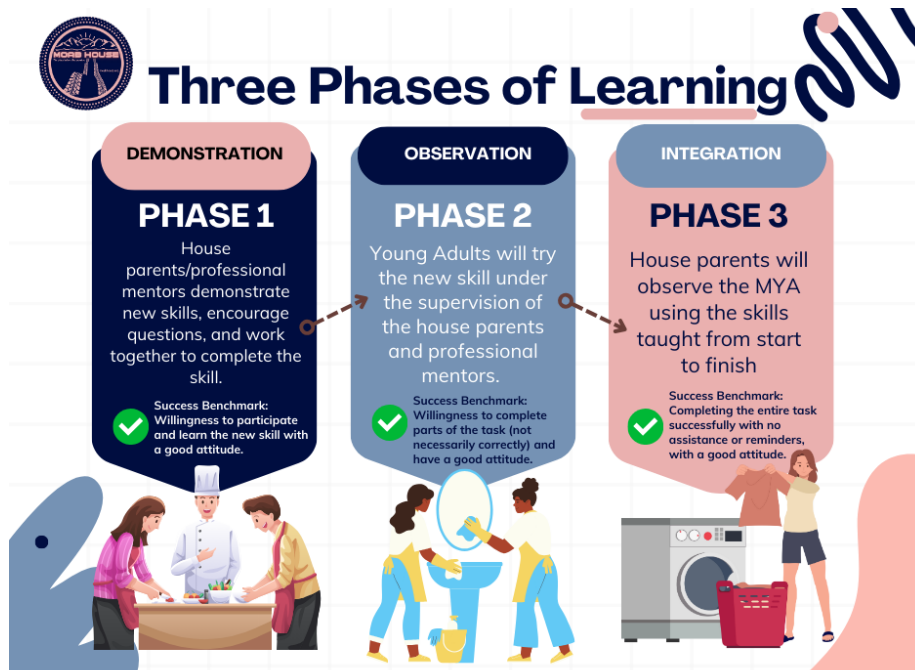 MOAB HOUSE
Three Phases of Learning
DEMONSTRATION
PHASE 1
House
parents/professional
mentors demonstrate
new skills, encourage
questions, and work
together to complete the
skill.
Success Benchmark:
Willingness to participate
and learn the new skill with
a good attitude.
OBSERVATION
PHASE 2
Young Adults will try
the new skill under
the supervision of
the house parents
and professional
mentors.
Success Benchmark:
Willingness to complete
parts of the task (not
necessarily correctly) and
have a good attitude.
INTEGRATION
PHASE 3
House parents will
observe the MYA
using the skills
taught from start
to finish
Success Benchmark:
Completing the entire task
successfully with no
assistance or reminders,
with a good attitude.